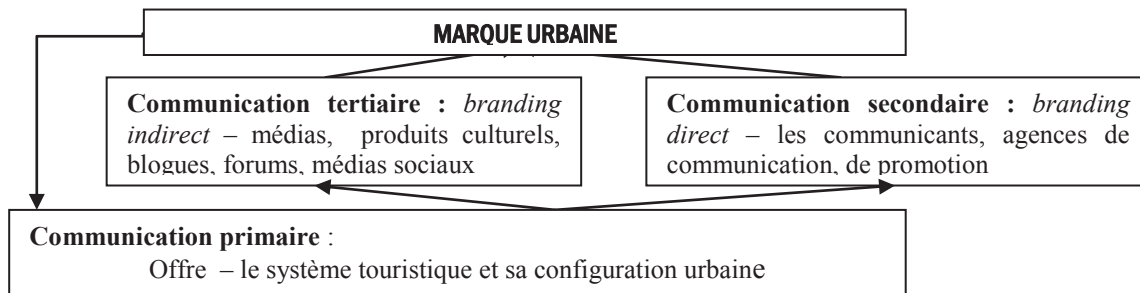 MARQUE URBAINE
Communication tertiaire : branding
indirect – médias, produits culturels,
blogues, forums, médias sociaux
Communication secondaire : branding
direct – les communicants, agences de
communication, de promotion
Communication primaire :
Offre – le système touristique et sa configuration urbaine